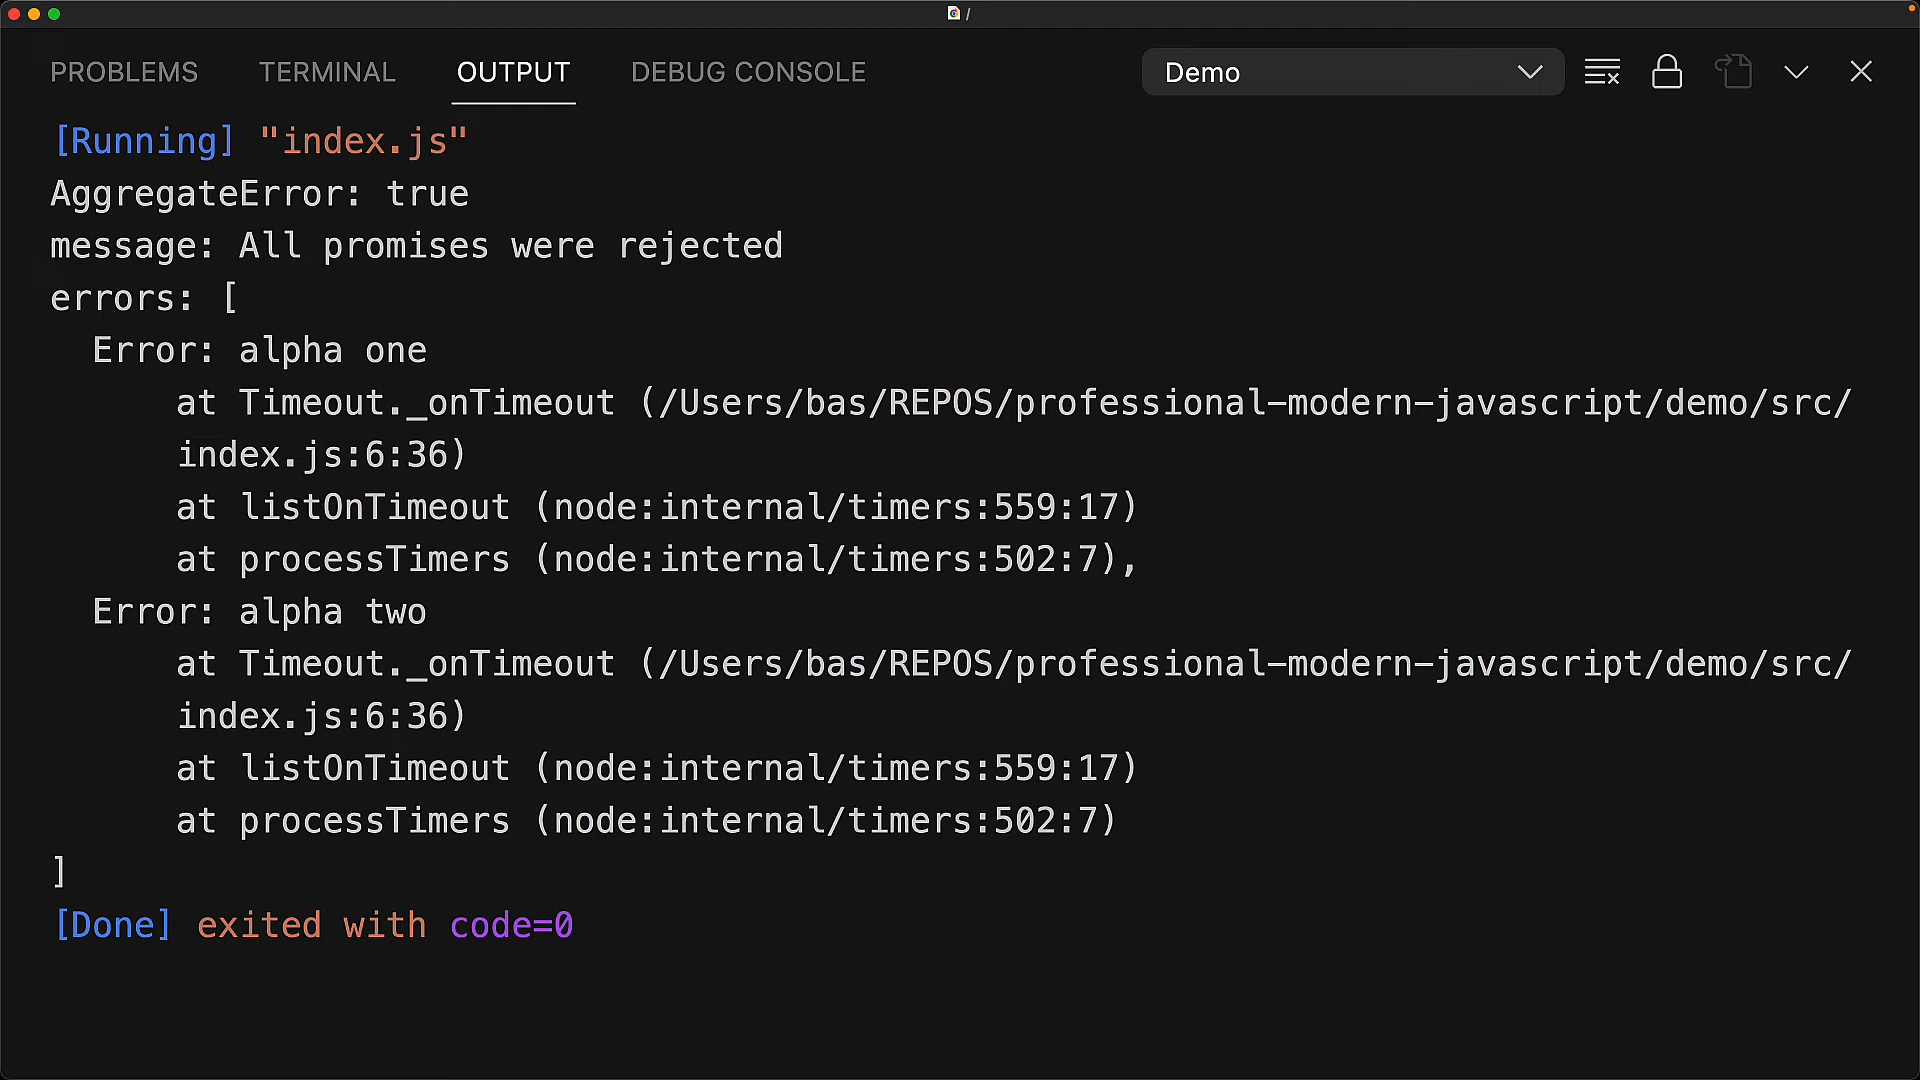 /
PROBLEMS TERMINAL OUTPUT DEBUG CONSOLE Demo
[Running] "index.js"
AggregateError: true
message: All promises were rejected
errors: [
  Error: alpha one
      at Timeout._onTimeout (/Users/bas/REPOS/professional-modern-javascript/demo/src/
      index.js:6:36)
      at listOnTimeout (node:internal/timers:559:17)
      at processTimers (node:internal/timers:502:7),
  Error: alpha two
      at Timeout._onTimeout (/Users/bas/REPOS/professional-modern-javascript/demo/src/
      index.js:6:36)
      at listOnTimeout (node:internal/timers:559:17)
      at processTimers (node:internal/timers:502:7)
]
[Done] exited with code=0